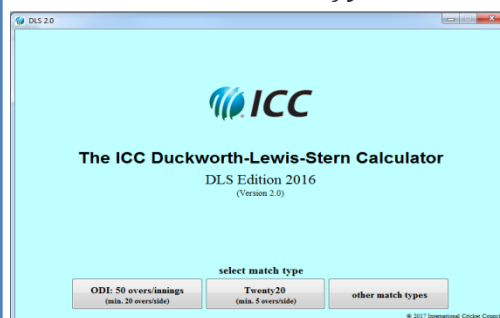 DLS 2.0
ICC
The ICC Duckworth-Lewis-Stern Calculator
DLS Edition 2016
(Version 2.0)
select match type
ODI: 50 overs/innings
(min. 20 overs/side)
Twenty20
(min. 5 overs/side)
other match types
© 2017 International Cricket Council